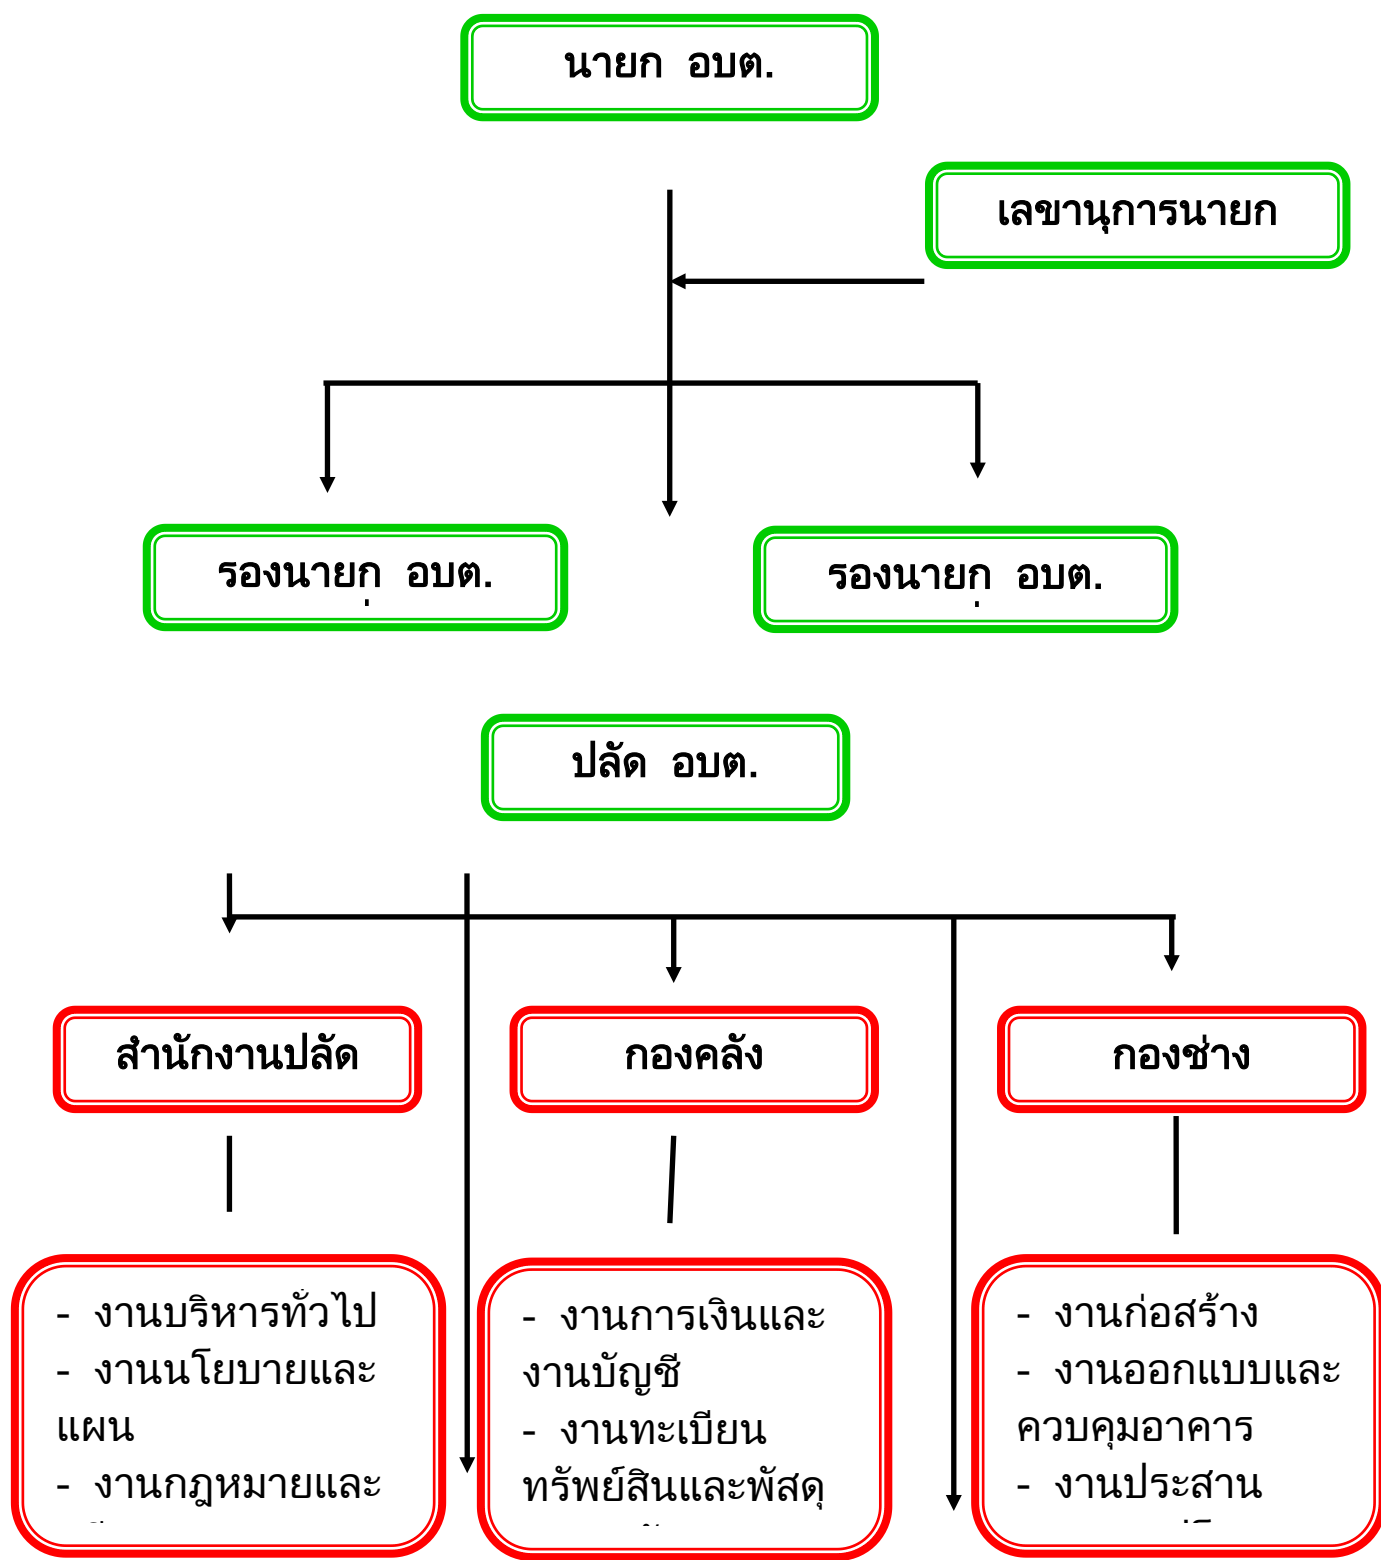 นายก อบต.
เลขานุการนายก
รองนายก อบต.
รองนายก อบต.
ปลัด อบต.
สำนักงานปลัด
กองคลัง
กองช่าง
- งานบริหารทั่วไป
- งานนโยบายและ
แผน
- งานกฎหมายและ
- งานการเงินและ
งานบัญชี
- งานทะเบียน
ทรัพย์สินและพัสดุ
- งานก่อสร้าง
- งานออกแบบและ
ควบคุมอาคาร
- งานประสาน